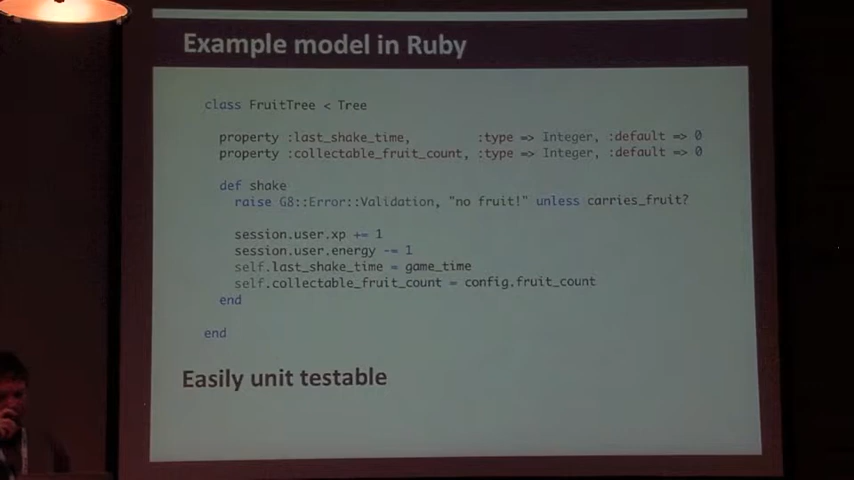 Example model in Ruby
class FruitTree < Tree
property :last_shake_time, :type => Integer, :default => 0
property :collectable_fruit_count, :type => Integer, :default => 0
def shake
raise G8::Error::Validation, "no fruit!" unless carries_fruit?
session.user.xp += 1
session.user.energy -= 1
self.last_shake_time = game_time
self.collectable_fruit_count = config.fruit_count
end
end
Easily unit testable